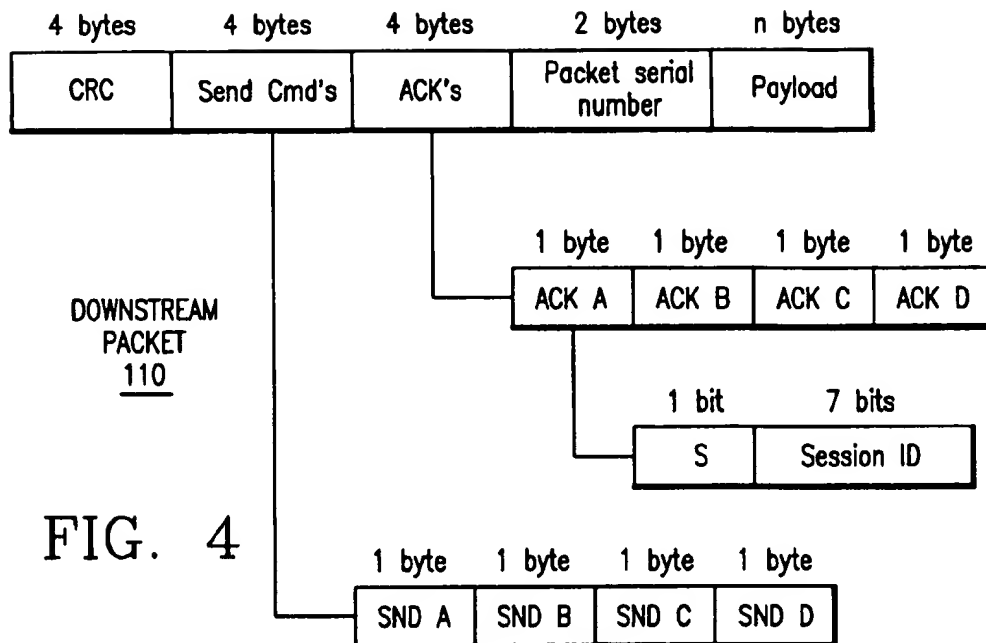 4 bytes 4 bytes 4 bytes 2 bytes n bytes
CRC Send Cmd's ACK's Packet serial number Payload
1 byte 1 byte 1 byte 1 byte
ACK A ACK B ACK C ACK D
DOWNSTREAM
PACKET
110
1 bit 7 bits
S Session ID
FIG. 4
1 byte 1 byte 1 byte 1 byte
SND A SND B SND C SND D